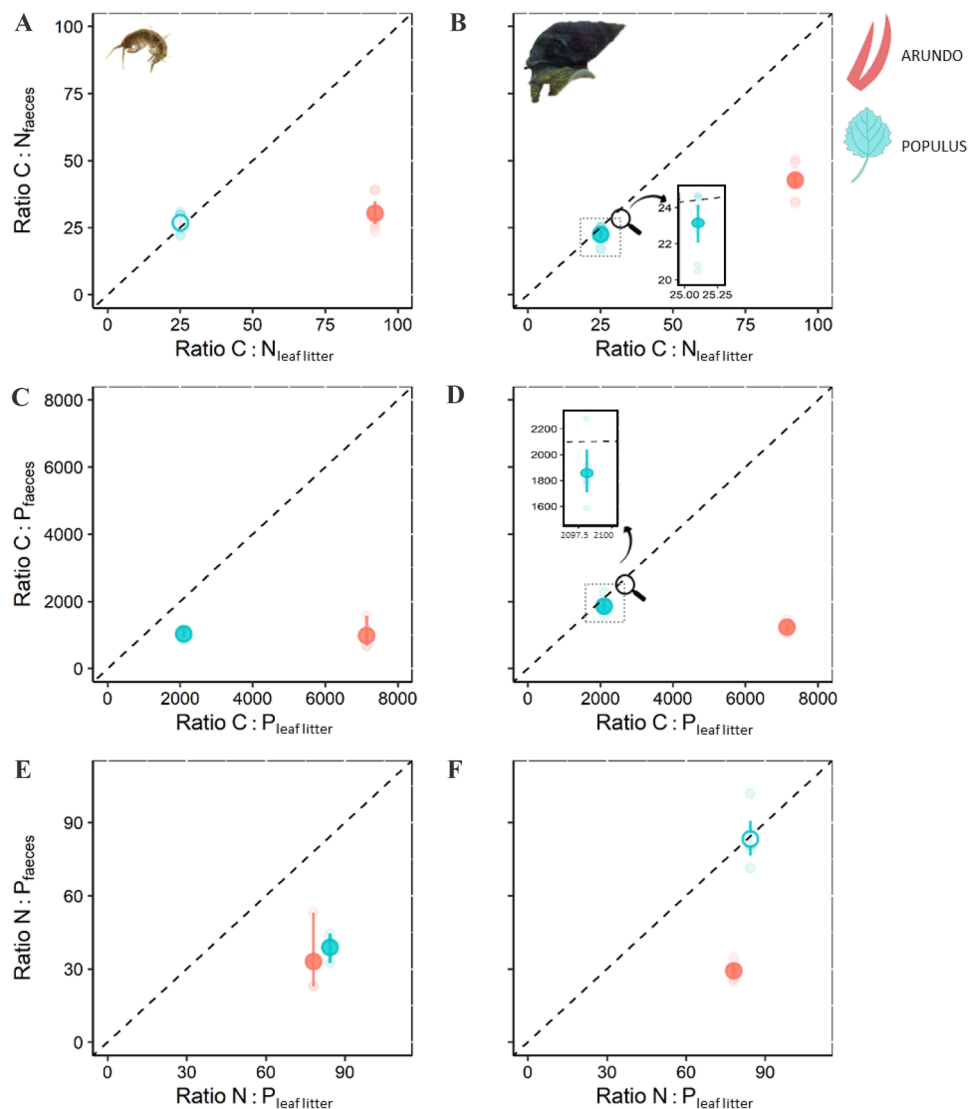 A
B
ARUNDO
POPULUS
Ratio C : N faeces
100
75
50
25
0
0 25 50 75 100
Ratio C : N leaf litter
24
22
20
25.00 25.25
0 25 50 75 100
Ratio C : N leaf litter
C
D
Ratio C : P faeces
8000
6000
4000
2000
0
0 2000 4000 6000 8000
Ratio C : P leaf litter
2200
2000
1800
1600
2097.5 2100
0 2000 4000 6000 8000
Ratio C : P leaf litter
E
F
Ratio N : P faeces
90
60
30
0
0 30 60 90
Ratio N : P leaf litter
0 30 60 90
Ratio N : P leaf litter